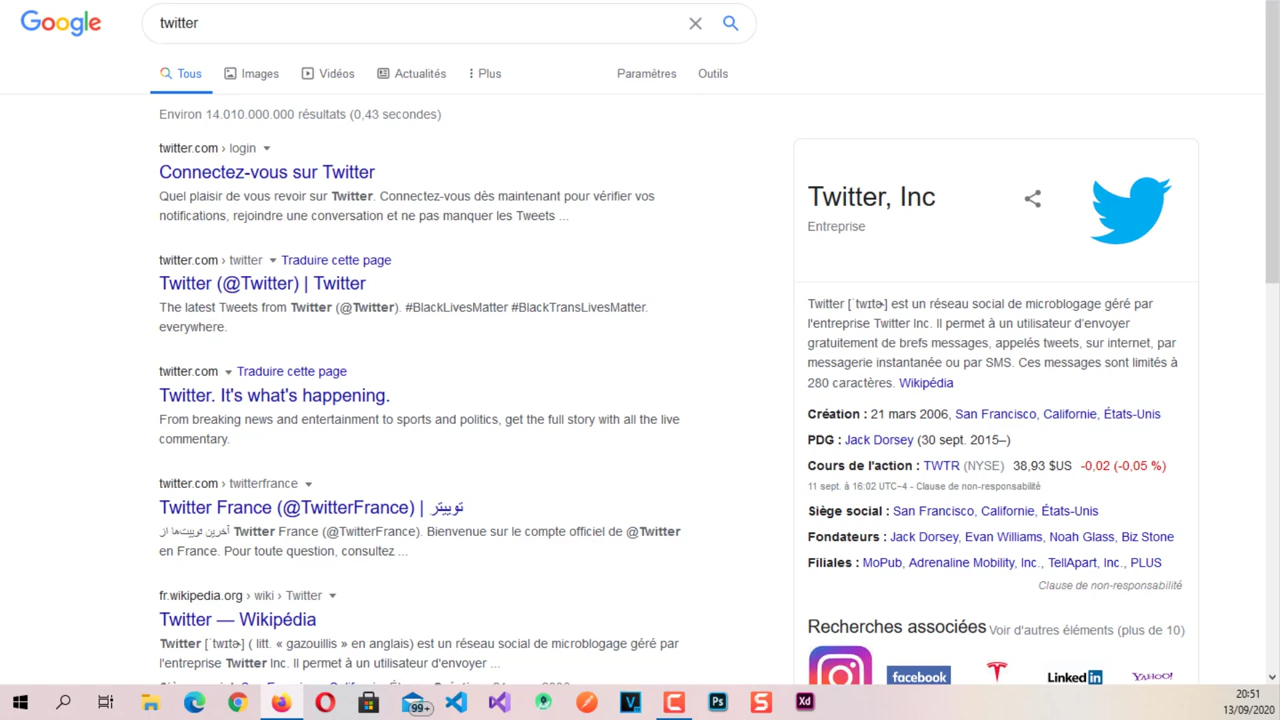 Google
twitter
Tous Images Vidéos Actualités Plus Paramètres Outils
Environ 14.010.000.000 résultats (0,43 secondes)
twitter.com › login
Connectez-vous sur Twitter
Quel plaisir de vous revoir sur Twitter. Connectez-vous dès maintenant pour vérifier vos
notifications, rejoindre une conversation et ne pas manquer les Tweets ...
twitter.com › twitter Traduire cette page
Twitter (@Twitter) | Twitter
The latest Tweets from Twitter (@Twitter). #BlackLivesMatter #BlackTransLivesMatter.
everywhere.
twitter.com Traduire cette page
Twitter. It's what's happening.
From breaking news and entertainment to sports and politics, get the full story with all the live
commentary.
twitter.com › twitterfrance
Twitter France (@TwitterFrance) | توییتر
آخرین توییت‌ها از Twitter France (@TwitterFrance). Bienvenue sur le compte officiel de @Twitter
en France. Pour toute question, consultez ...
fr.wikipedia.org › wiki › Twitter
Twitter — Wikipédia
Twitter [ˈtwɪtɚ] ( litt. « gazouillis » en anglais) est un réseau social de microblogage géré par
l'entreprise Twitter Inc. Il permet à un utilisateur d'envoyer ...
Twitter, Inc
Entreprise
Twitter [ˈtwɪtɚ] est un réseau social de microblogage géré par
l'entreprise Twitter Inc. Il permet à un utilisateur d'envoyer
gratuitement de brefs messages, appelés tweets, sur internet, par
messagerie instantanée ou par SMS. Ces messages sont limités à
280 caractères. Wikipédia
Création : 21 mars 2006, San Francisco, Californie, États-Unis
PDG : Jack Dorsey (30 sept. 2015–)
Cours de l'action : TWTR (NYSE) 38,93 $US -0,02 (-0,05 %)
11 sept. à 16:02 UTC−4 - Clause de non-responsabilité
Siège social : San Francisco, Californie, États-Unis
Fondateurs : Jack Dorsey, Evan Williams, Noah Glass, Biz Stone
Filiales : MoPub, Adrenaline Mobility, Inc., TellApart, Inc., PLUS
Clause de non-responsabilité
Recherches associées Voir d'autres éléments (plus de 10)
facebook LinkedIn YAHOO!
99+ V Ps S Xd
20:51
13/09/2020